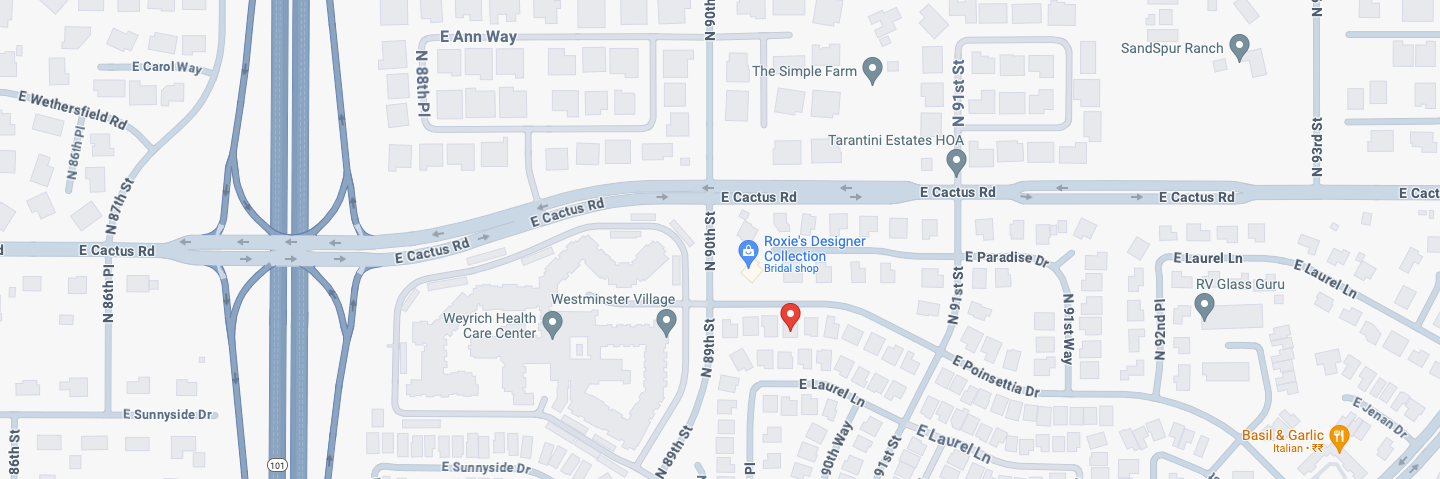 N 90th
N 9
E Ann Way
SandSpur Ranch
E Carol Way
The Simple Farm
N 88th Pl
N 91st St
E Wethersfield Rd
N 86th Pl
Tarantini Estates HOA
N 93rd St
N 87th St
E Cactus Rd
E Cactus Rd
E Cactus Rd
E Cact
E Cactus Rd
N 90th St
d
E Cactus Rd
E Cactus Rd
Roxie's Designer
Collection
Bridal shop
E Paradise Dr
E Laurel Ln
E Laurel Ln
N 86th Pl
N 91st St
RV Glass Guru
Westminster Village
Weyrich Health
Care Center
N 91st Way
N 92nd Pl
N 89th St
E Poinsettia Dr
E Laurel Ln
E Sunnyside Dr
E Jenan Dr
Basil & Garlic
Italian • ₹₹
E Laurel Ln
86th St
N 89th St
90th Way
91st St
101
E Sunnyside Dr
Pl